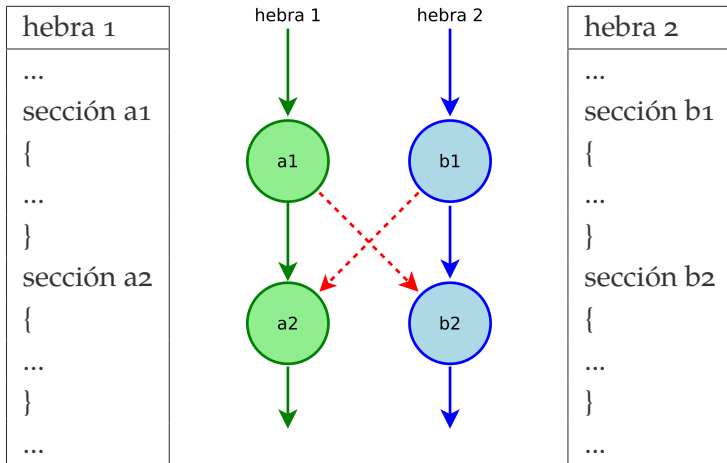 hebra 1
...
sección a1
{
...
}
sección a2
{
...
}
...
hebra 1
hebra 2
a1
b1
a2
b2
hebra 2
...
sección b1
{
...
}
sección b2
{
...
}
...